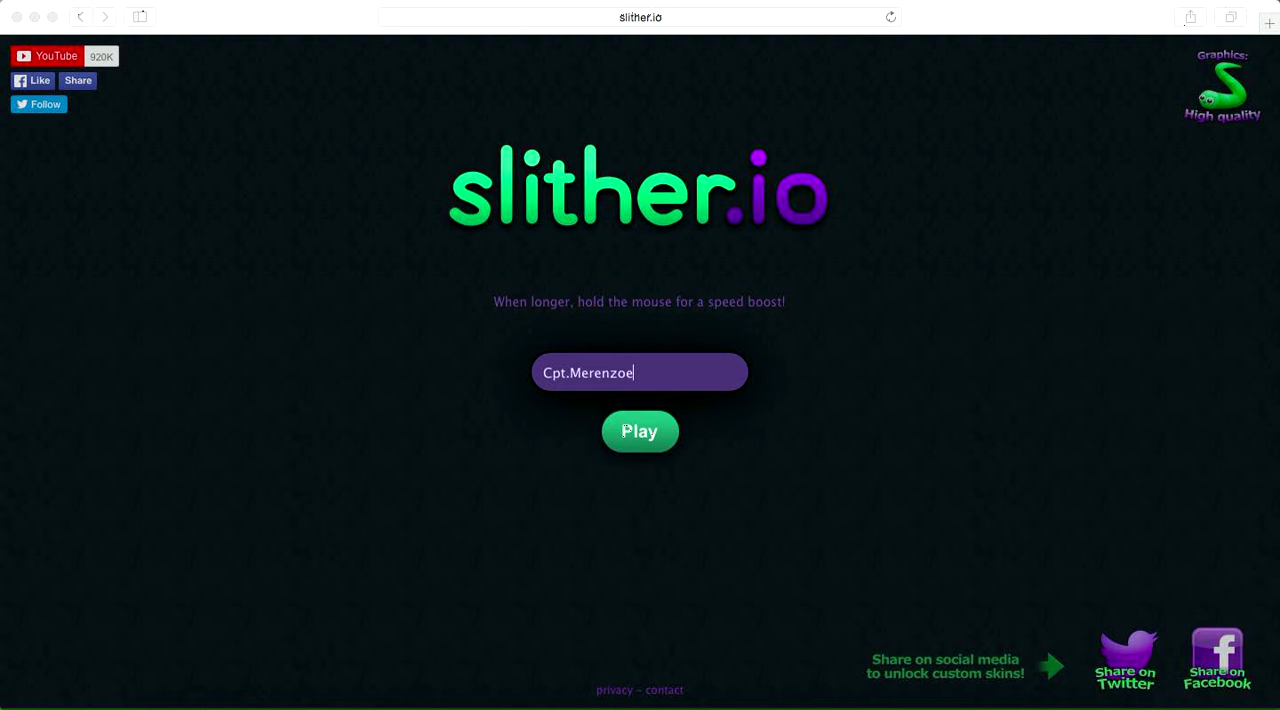 slither.io
YouTube 920K
Like Share
Follow
Graphics:
High quality
slither.io
When longer, hold the mouse for a speed boost!
Cpt.Merenzoe
Play
Share on social media
to unlock custom skins!
Share on
Twitter
Share on
Facebook
privacy - contact